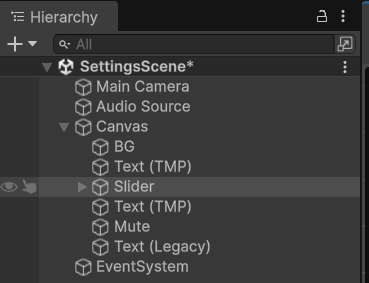 Hierarchy
All
SettingsScene*
Main Camera
Audio Source
Canvas
BG
Text (TMP)
Slider
Text (TMP)
Mute
Text (Legacy)
EventSystem